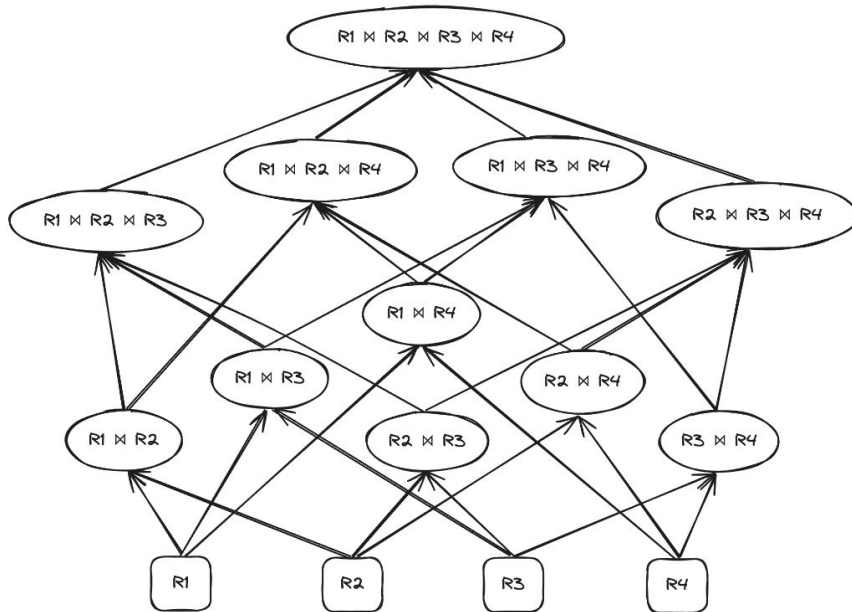 R1 ⋈ R2 ⋈ R3 ⋈ R4
R1 ⋈ R2 ⋈ R4
R1 ⋈ R3 ⋈ R4
R1 ⋈ R2 ⋈ R3
R2 ⋈ R3 ⋈ R4
R1 ⋈ R4
R1 ⋈ R3
R2 ⋈ R4
R1 ⋈ R2
R2 ⋈ R3
R3 ⋈ R4
R1
R2
R3
R4